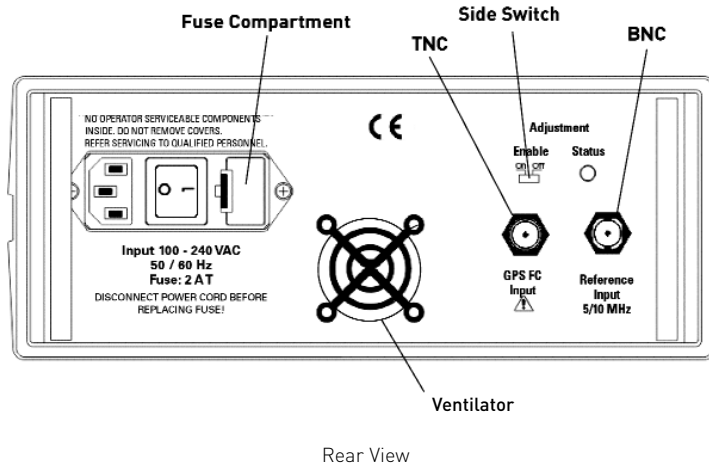 Fuse Compartment
Side Switch
TNC
BNC
NO OPERATOR SERVICEABLE COMPONENTS
INSIDE. DO NOT REMOVE COVERS.
REFER SERVICING TO QUALIFIED PERSONNEL.
CE
Adjustment
Enable Status
On Off
O I
Input 100 - 240 VAC
50 / 60 Hz
Fuse: 2 A T
DISCONNECT POWER CORD BEFORE
REPLACING FUSE!
GPS FC
Input
Reference
Input
5/10 MHz
Ventilator
Rear View